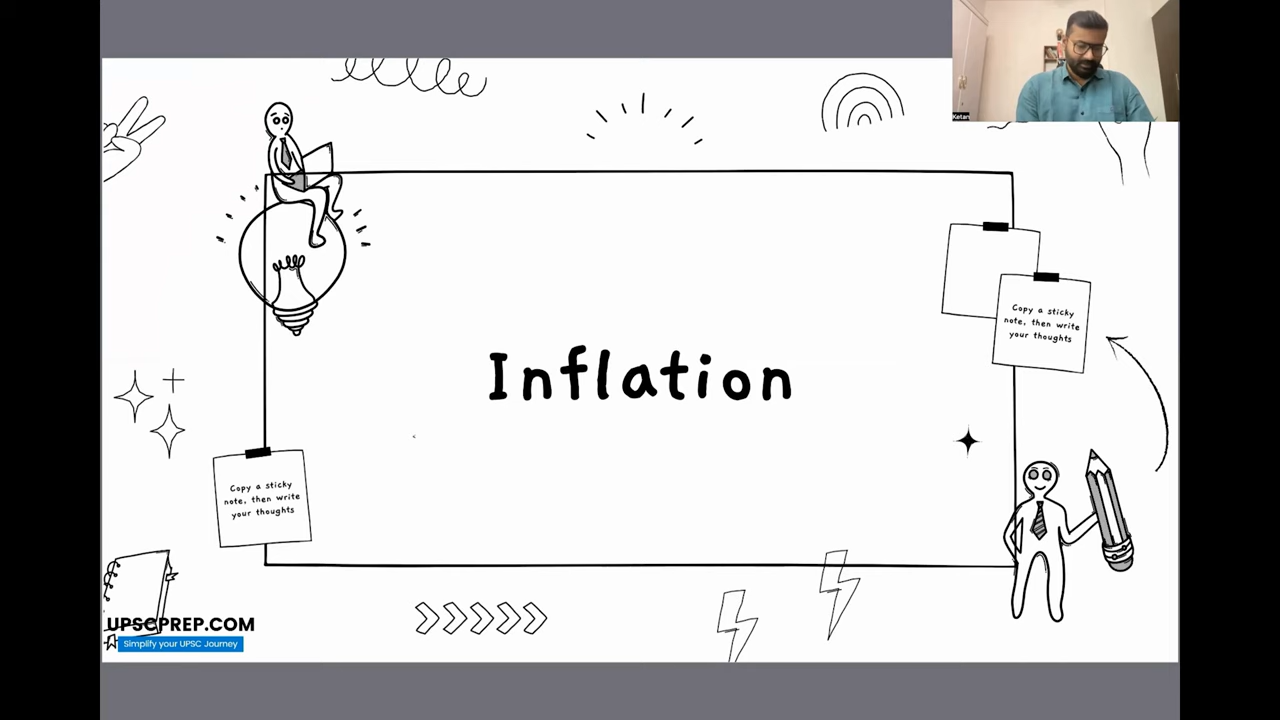 Ketan
Inflation
Copy a sticky
note, then write
your thoughts
Copy a sticky
note, then write
your thoughts
UPSCPREP.COM
Simplify your UPSC Journey